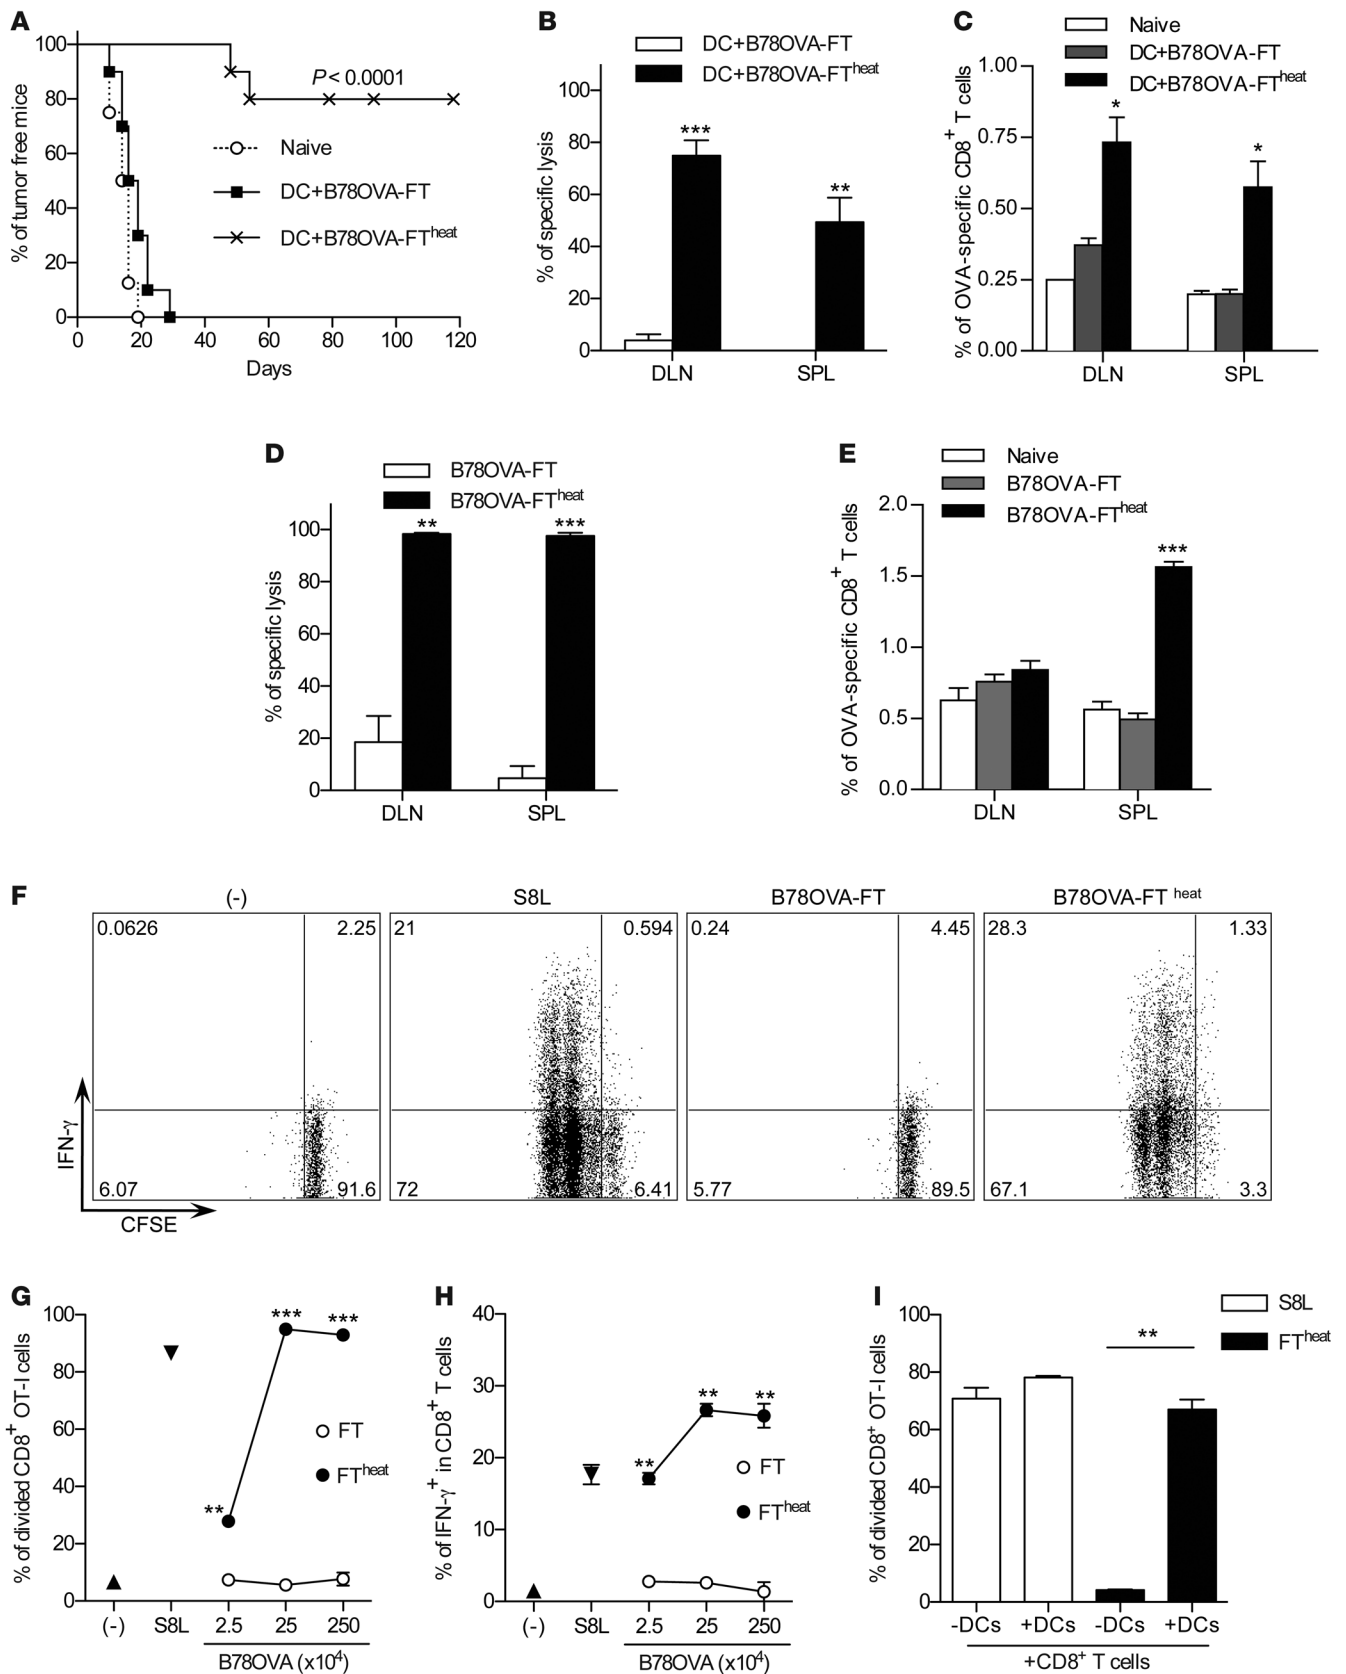 A
100
80
60
40
20
0
% of tumor free mice
P < 0.0001
Naive
DC+B78OVA-FT
DC+B78OVA-FTheat
0 20 40 60 80 100 120
Days
B
DC+B78OVA-FT
DC+B78OVA-FTheat
% of specific lysis
100
80
60
40
20
0
***
**
DLN SPL
C
Naive
DC+B78OVA-FT
DC+B78OVA-FTheat
% of OVA-specific CD8+ T cells
1.00
0.75
0.50
0.25
0.00
*
*
DLN SPL
D
B78OVA-FT
B78OVA-FTheat
% of specific lysis
100
80
60
40
20
0
** ***
DLN SPL
E
Naive
B78OVA-FT
B78OVA-FTheat
% of OVA-specific CD8+ T cells
2.0
1.5
1.0
0.5
0.0
***
DLN SPL
F
(-) S8L B78OVA-FT B78OVA-FT heat
0.0626 2.25 21 0.594 0.24 4.45 28.3 1.33
6.07 91.6 72 6.41 5.77 89.5 67.1 3.3
IFN-γ
CFSE
G
% of divided CD8+ OT-I cells
100
80
60
40
20
0
** *** ***
FT
FTheat
(-) S8L 2.5 25 250
B78OVA (x10⁴)
H
% of IFN-γ+ in CD8+ T cells
40
30
20
10
0
** ** **
FT
FTheat
(-) S8L 2.5 25 250
B78OVA (x10⁴)
I
S8L
FTheat
% of divided CD8+ OT-I cells
100
80
60
40
20
0
**
-DCs +DCs -DCs +DCs
+CD8+ T cells